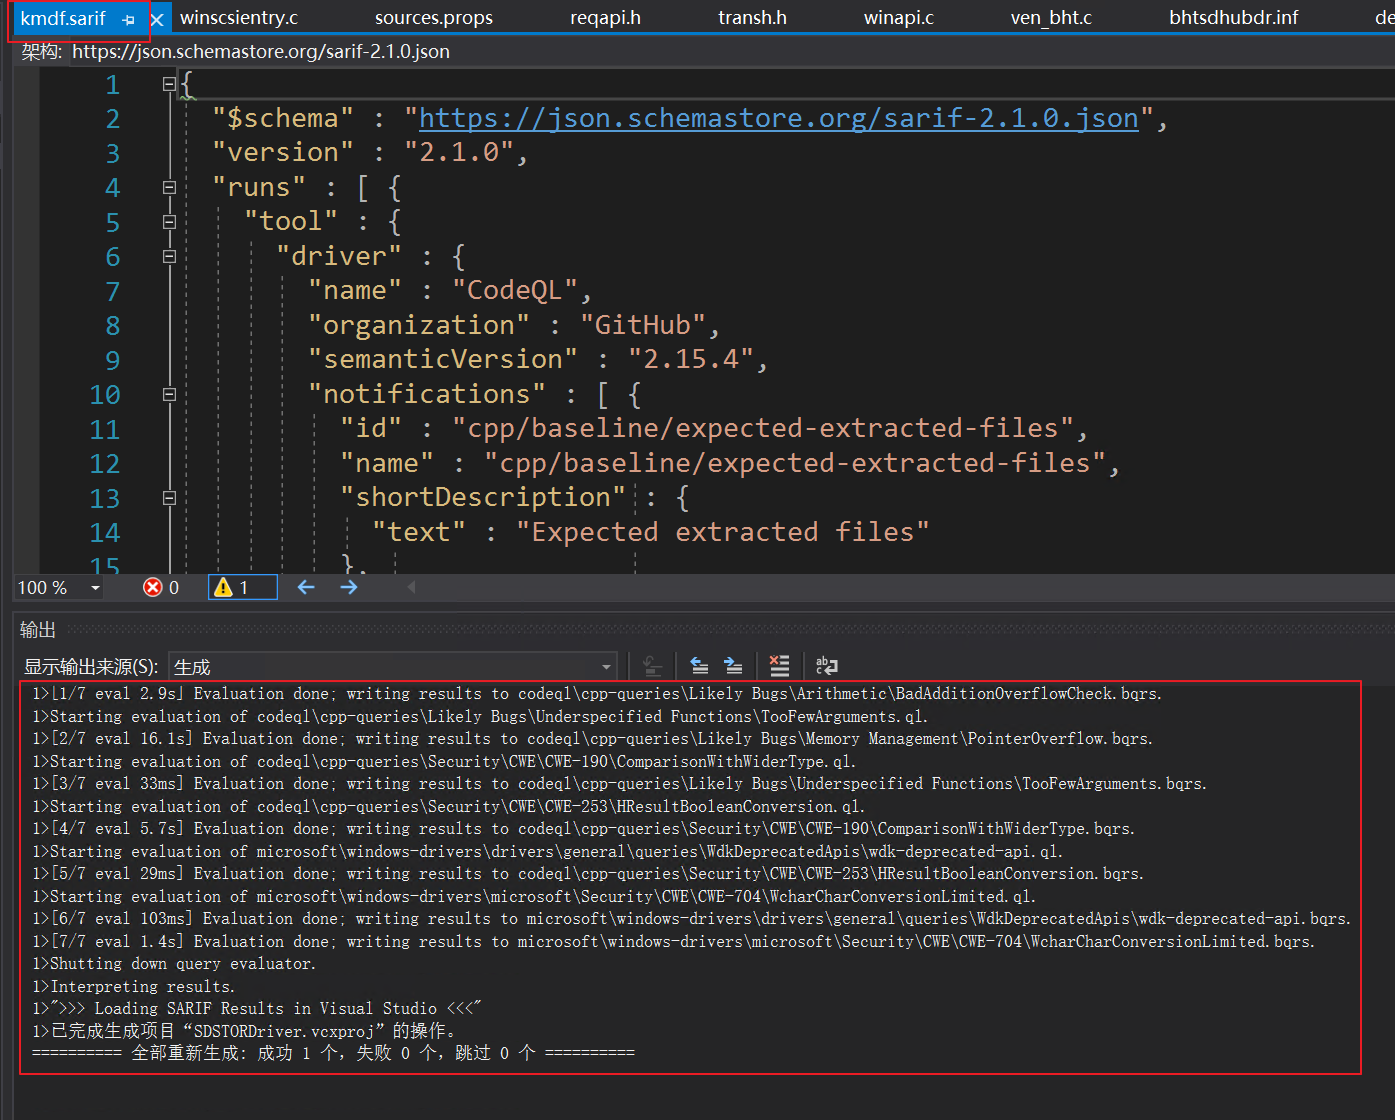 kmdf.sarif winscsientry.c sources.props reqapi.h transh.h winapi.c ven_bht.c bhtsdhubdr.inf de
架构: https://json.schemastore.org/sarif-2.1.0.json
1 {
2 "$schema" : "https://json.schemastore.org/sarif-2.1.0.json",
3 "version" : "2.1.0",
4 "runs" : [ {
5 "tool" : {
6 "driver" : {
7 "name" : "CodeQL",
8 "organization" : "GitHub",
9 "semanticVersion" : "2.15.4",
10 "notifications" : [ {
11 "id" : "cpp/baseline/expected-extracted-files",
12 "name" : "cpp/baseline/expected-extracted-files",
13 "shortDescription" : {
14 "text" : "Expected extracted files"
15 },
100 % 0 1
输出
显示输出来源(S): 生成
1>[1/7 eval 2.9s] Evaluation done; writing results to codeql\cpp-queries\Likely Bugs\Arithmetic\BadAdditionOverflowCheck.bqrs.
1>Starting evaluation of codeql\cpp-queries\Likely Bugs\Underspecified Functions\TooFewArguments.ql.
1>[2/7 eval 16.1s] Evaluation done; writing results to codeql\cpp-queries\Likely Bugs\Memory Management\PointerOverflow.bqrs.
1>Starting evaluation of codeql\cpp-queries\Security\CWE\CWE-190\ComparisonWithWiderType.ql.
1>[3/7 eval 33ms] Evaluation done; writing results to codeql\cpp-queries\Likely Bugs\Underspecified Functions\TooFewArguments.bqrs.
1>Starting evaluation of codeql\cpp-queries\Security\CWE\CWE-253\HResultBooleanConversion.ql.
1>[4/7 eval 5.7s] Evaluation done; writing results to codeql\cpp-queries\Security\CWE\CWE-190\ComparisonWithWiderType.bqrs.
1>Starting evaluation of microsoft\windows-drivers\drivers\general\queries\WdkDeprecatedApis\wdk-deprecated-api.ql.
1>[5/7 eval 29ms] Evaluation done; writing results to codeql\cpp-queries\Security\CWE\CWE-253\HResultBooleanConversion.bqrs.
1>Starting evaluation of microsoft\windows-drivers\microsoft\Security\CWE\CWE-704\WcharCharConversionLimited.ql.
1>[6/7 eval 103ms] Evaluation done; writing results to microsoft\windows-drivers\drivers\general\queries\WdkDeprecatedApis\wdk-deprecated-api.bqrs.
1>[7/7 eval 1.4s] Evaluation done; writing results to microsoft\windows-drivers\microsoft\Security\CWE\CWE-704\WcharCharConversionLimited.bqrs.
1>Shutting down query evaluator.
1>Interpreting results.
1>">>> Loading SARIF Results in Visual Studio <<<"
1>已完成生成项目“SDSTORDriver.vcxproj”的操作。
========== 全部重新生成: 成功 1 个，失败 0 个，跳过 0 个 ==========